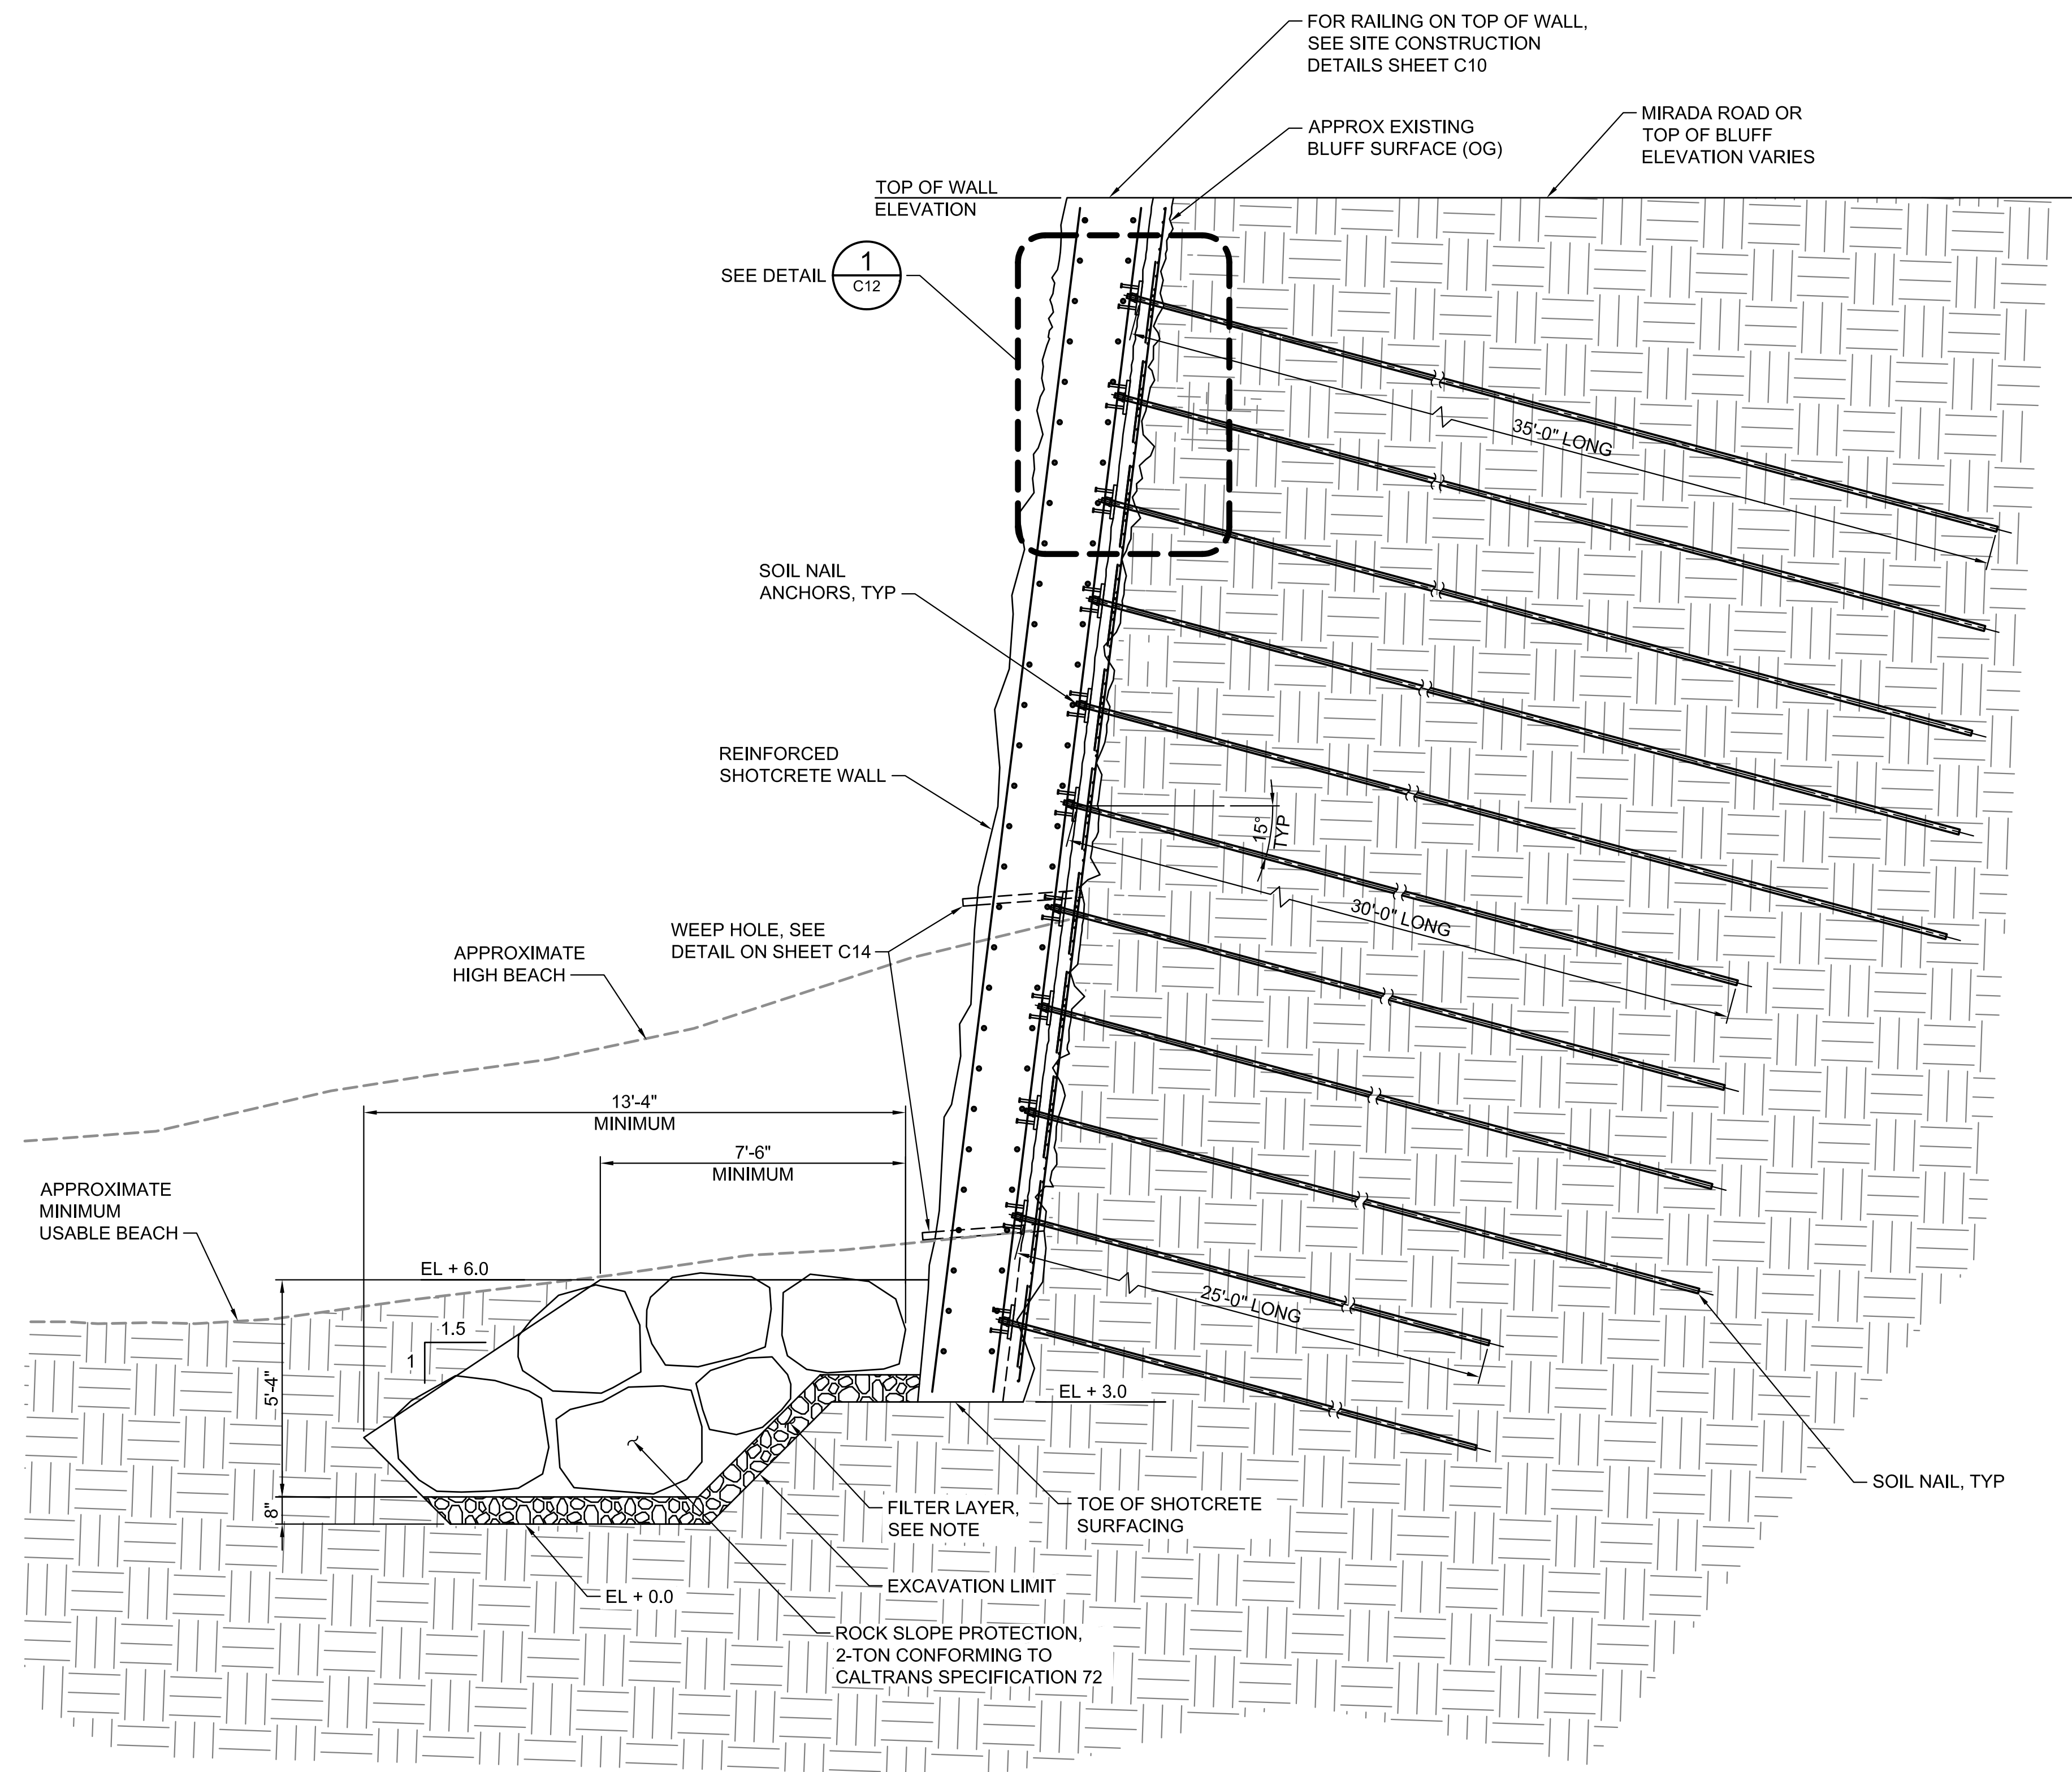 FOR RAILING ON TOP OF WALL,
SEE SITE CONSTRUCTION
DETAILS SHEET C10
MIRADA ROAD OR
TOP OF BLUFF
ELEVATION VARIES
APPROX EXISTING
BLUFF SURFACE (OG)
TOP OF WALL
ELEVATION
SEE DETAIL
1
C12
35'-0" LONG
SOIL NAIL
ANCHORS, TYP
REINFORCED
SHOTCRETE WALL
15°
TYP
30'-0" LONG
WEEP HOLE, SEE
DETAIL ON SHEET C14
APPROXIMATE
HIGH BEACH
13'-4"
MINIMUM
7'-6"
MINIMUM
APPROXIMATE
MINIMUM
USABLE BEACH
EL + 6.0
25'-0" LONG
1.5
1
5'-4"
EL + 3.0
8"
SOIL NAIL, TYP
FILTER LAYER,
SEE NOTE
TOE OF SHOTCRETE
SURFACING
EXCAVATION LIMIT
EL + 0.0
ROCK SLOPE PROTECTION,
2-TON CONFORMING TO
CALTRANS SPECIFICATION 72